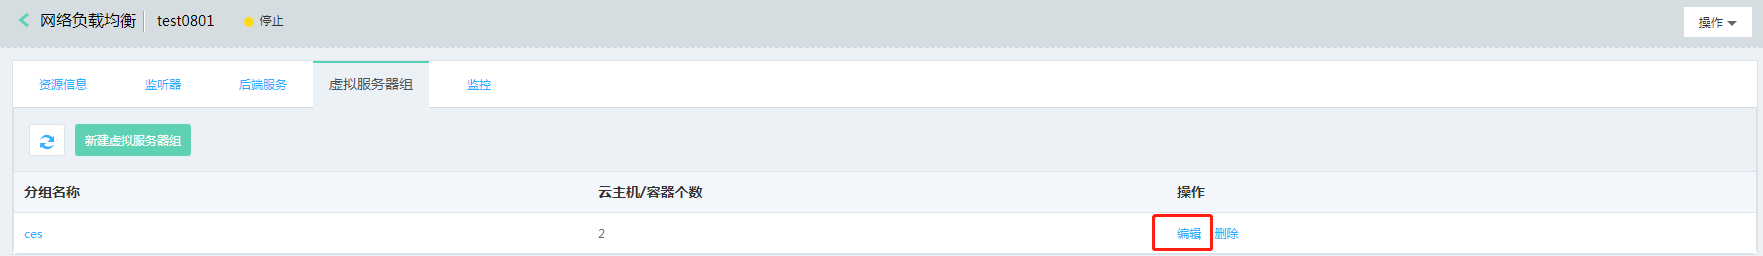 网络负载均衡 test0801 停止 操作
资源信息 监听器 后端服务 虚拟服务器组 监控
新建虚拟服务器组
分组名称 云主机/容器个数 操作
ces 2 编辑 删除